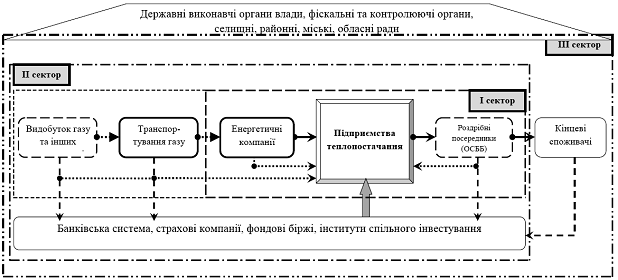 Державні виконавчі органи влади, фіскальні та контролюючі органи,
селищні, районні, міські, обласні ради
ІІІ сектор
ІІ сектор
І сектор
Видобуток газу
та інших
Транспор-
тування газу
Енергетичні
компанії
Підприємства
теплопостачання
Роздрібні
посередники
(ОСББ)
Кінцеві
споживачі
Банківська система, страхові компанії, фондові біржі, інститути спільного інвестування